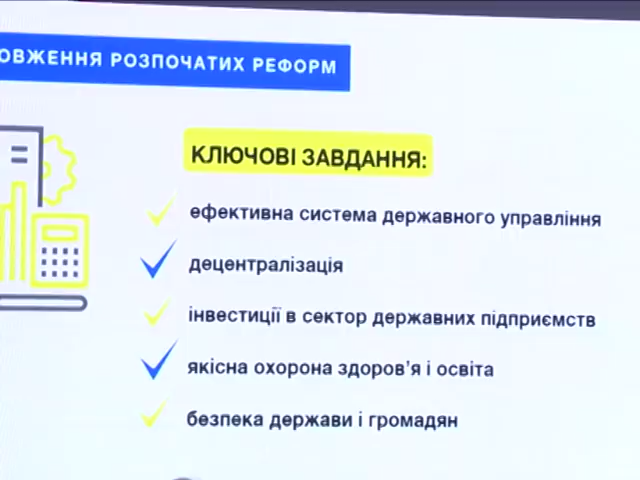 РОЗПОЧАТИХ РЕФОРМ
КЛЮЧОВІ ЗАВДАННЯ:
ефективна система державного управління
децентралізація
інвестиції в сектор державних підприємств
якісна охорона здоров'я і освіта
безпека держави і громадян